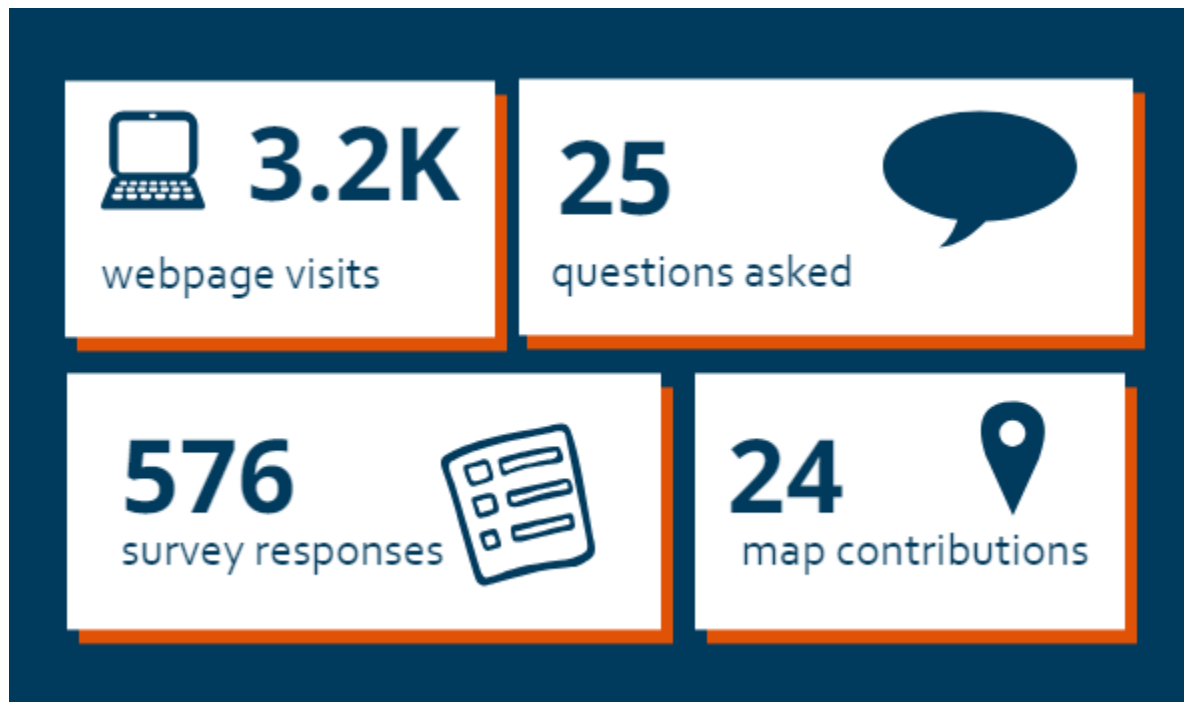 3.2K
webpage visits
25
questions asked
576
survey responses
24
map contributions